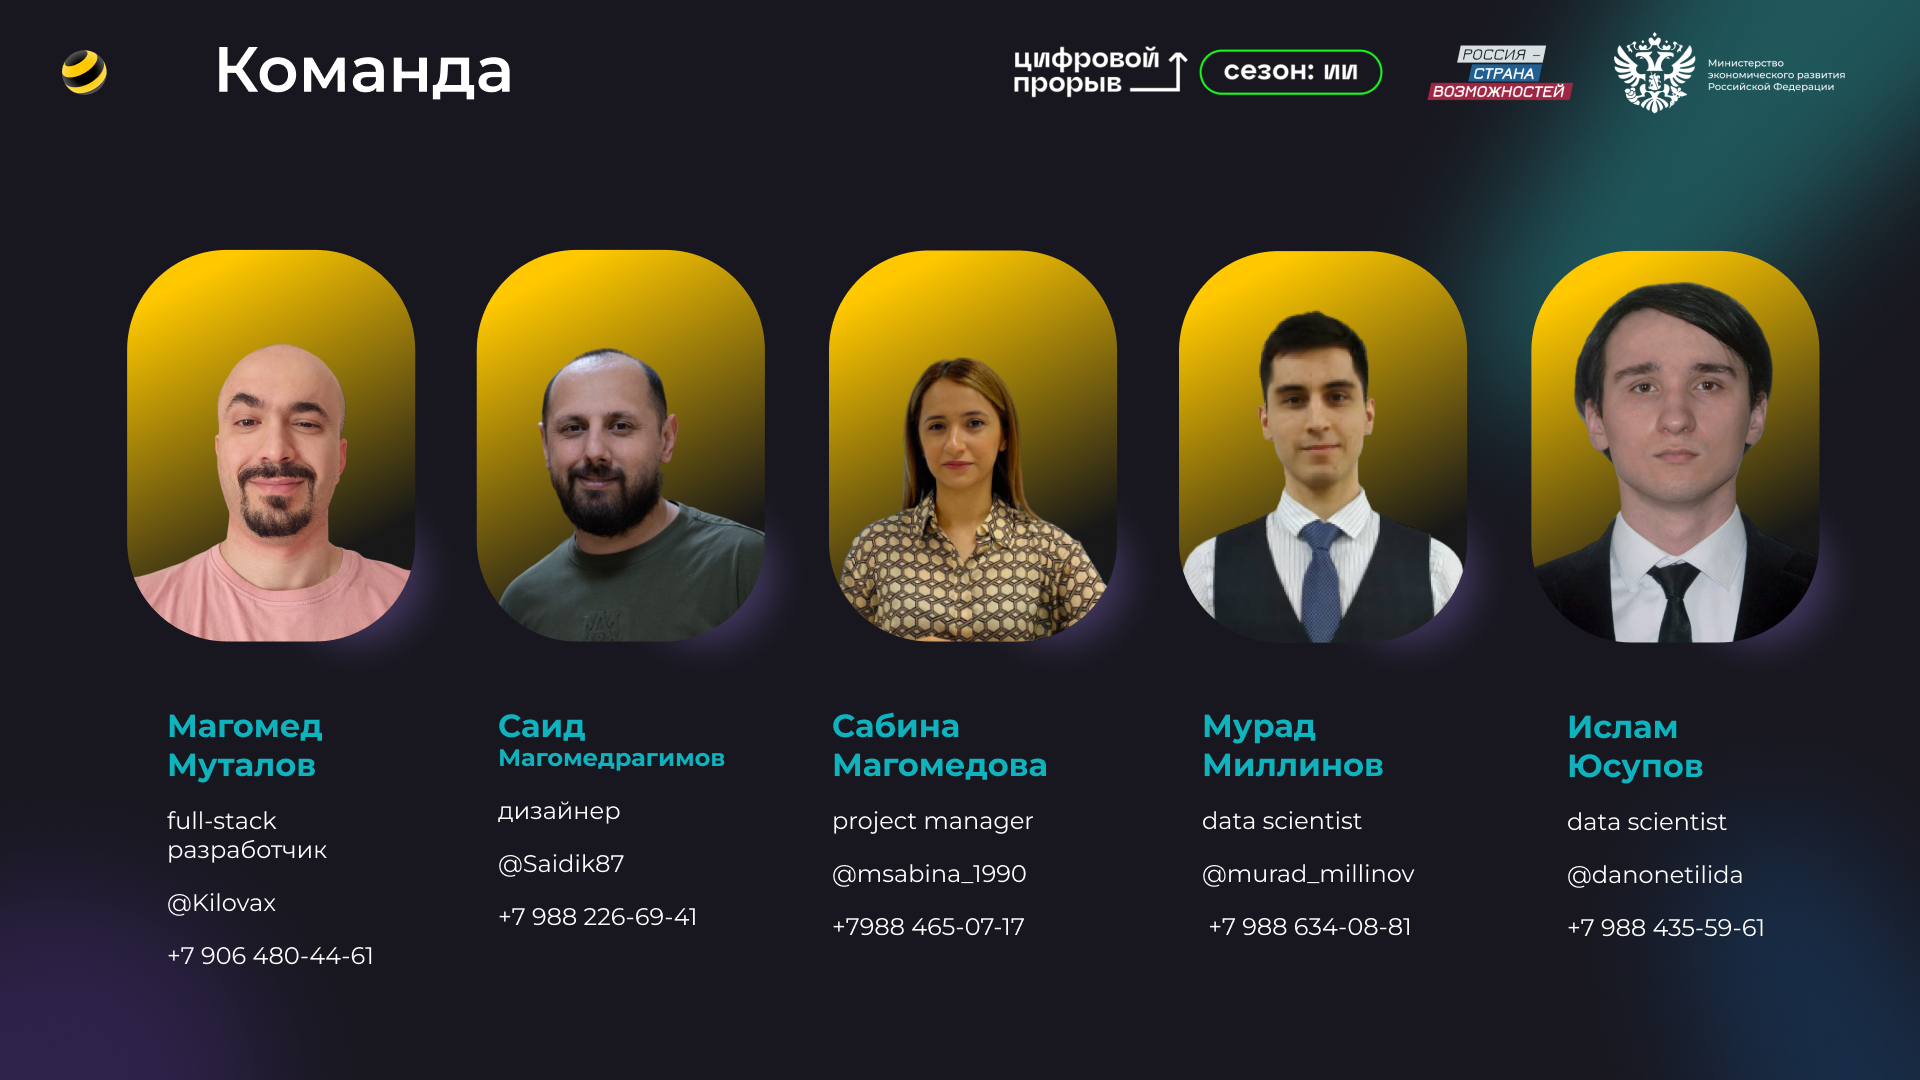 Команда
цифровой
прорыв
сезон: ии
РОССИЯ –
СТРАНА
ВОЗМОЖНОСТЕЙ
Министерство
экономического развития
Российской Федерации
Магомед
Муталов
full-stack
разработчик
@Kilovax
+7 906 480-44-61
Саид
Магомедрагимов
дизайнер
@Saidik87
+7 988 226-69-41
Сабина
Магомедова
project manager
@msabina_1990
+7988 465-07-17
Мурад
Миллинов
data scientist
@murad_millinov
+7 988 634-08-81
Ислам
Юсупов
data scientist
@danonetilida
+7 988 435-59-61